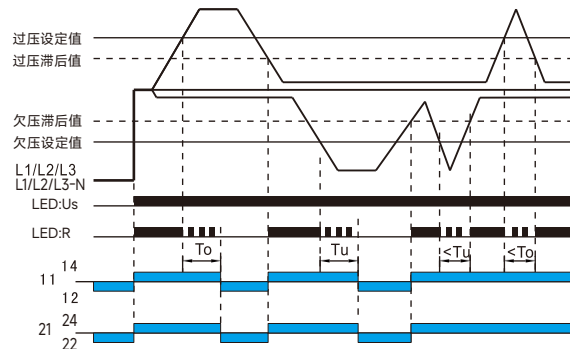 过压设定值
过压滞后值
欠压滞后值
欠压设定值
L1/L2/L3
L1/L2/L3-N
LED:Us
LED:R
To
Tu
<Tu
<To
11
14
12
21
24
22